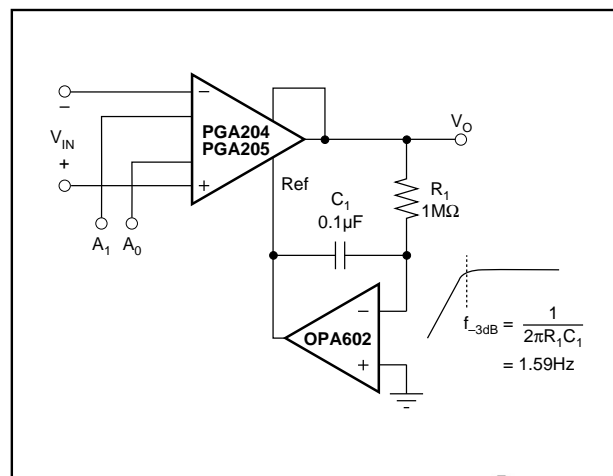 −
V_IN
+
A_1
A_0
−
PGA204
PGA205
+
Ref
V_O
R_1
1MΩ
C_1
0.1µF
−
OPA602
+
f_−3dB = 1 / 2πR_1C_1
= 1.59Hz